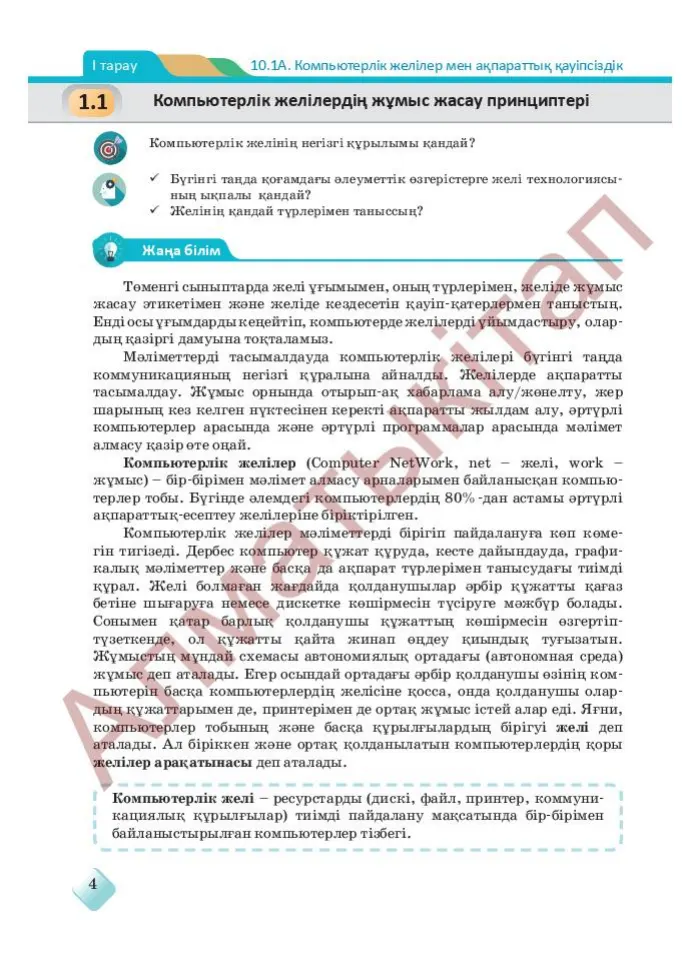 І тарау
10.1А. Компьютерлік желілер мен ақпараттық қауіпсіздік
1.1
Компьютерлік желілердің жұмыс жасау принциптері
Компьютерлік желінің негізгі құрылымы қандай?
✓ Бүгінгі таңда қоғамдағы әлеуметтік өзгерістерге желі технологиясы-
ның ықпалы қандай?
✓ Желінің қандай түрлерімен таныссың?
Жаңа білім
Төменгі сыныптарда желі ұғымымен, оның түрлерімен, желіде жұмыс
жасау этикетімен және желіде кездесетін қауіп-қатерлермен таныстың.
Енді осы ұғымдарды кеңейтіп, компьютерде желілерді ұйымдастыру, олар-
дың қазіргі дамуына тоқталамыз.
Мәліметтерді тасымалдауда компьютерлік желілері бүгінгі таңда
коммуникацияның негізгі құралына айналды. Желілерде ақпаратты
тасымалдау. Жұмыс орнында отырып-ақ хабарлама алу/жөнелту, жер
шарының кез келген нүктесінен керекті ақпаратты жылдам алу, әртүрлі
компьютерлер арасында және әртүрлі программалар арасында мәлімет
алмасу қазір өте оңай.
Компьютерлік желілер (Computer NetWork, net – желі, work –
жұмыс) – бір-бірімен мәлімет алмасу арналарымен байланысқан компью-
терлер тобы. Бүгінде әлемдегі компьютерлердің 80% -дан астамы әртүрлі
ақпараттық-есептеу желілеріне біріктірілген.
Компьютерлік желілер мәліметтерді бірігіп пайдалануға көп көме-
гін тигізеді. Дербес компьютер құжат құруда, кесте дайындауда, графи-
калық мәліметтер және басқа да ақпарат түрлерімен танысудағы тиімді
құрал. Желі болмаған жағдайда қолданушылар әрбір құжатты қағаз
бетіне шығаруға немесе дискетке көшірмесін түсіруге мәжбүр болады.
Сонымен қатар барлық қолданушы құжаттың көшірмесін өзгертіп-
түзеткенде, ол құжатты қайта жинап өңдеу қиындық туғызатын.
Жұмыстың мұндай схемасы автономиялық ортадағы (автономная среда)
жұмыс деп аталады. Егер осындай ортадағы әрбір қолданушы өзінің ком-
пьютерін басқа компьютерлердің желісіне қосса, онда қолданушы олар-
дың құжаттарымен де, принтерімен де ортақ жұмыс істей алар еді. Яғни,
компьютерлер тобының және басқа құрылғылардың бірігуі желі деп
аталады. Ал біріккен және ортақ қолданылатын компьютерлердің қоры
желілер арақатынасы деп аталады.
Компьютерлік желі – ресурстарды (дискі, файл, принтер, коммуни-
кациялық құрылғылар) тиімді пайдалану мақсатында бір-бірімен
байланыстырылған компьютерлер тізбегі.
4
Алматыкітап